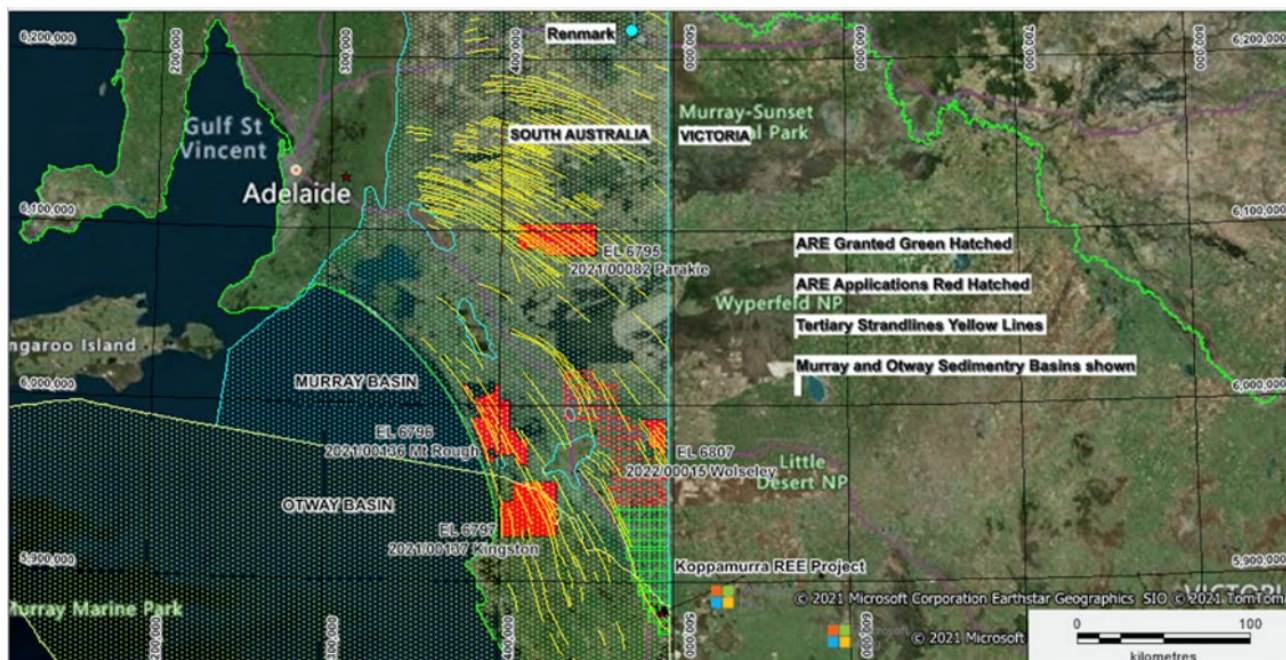 6,200,000
200,000
300,000
400,000
Renmark
500,000
600,000
700,000
800,000
6,200,000
Gulf St
Vincent
Adelaide
SOUTH AUSTRALIA
VICTORIA
Murray-Sunset
al Park
6,100,000
6,100,000
EL 6795
2021/00082 Parakie
ARE Granted Green Hatched
ARE Applications Red Hatched
Wyperfeld NP
Tertiary Strandlines Yellow Lines
Murray and Otway Sedimentry Basins shown
ngaroo Island
6,000,000
6,000,000
MURRAY BASIN
EL 6796
2021/00136 Mt Rough
EL 6807
2022/00015 Wolseley
Little
Desert NP
OTWAY BASIN
EL 6797
2021/00137 Kingston
5,900,000
5,900,000
Koppamurra REE Project
Murray Marine Park
VICTORI
© 2021 Microsoft Corporation Earthstar Geographics SIO © 2021 TomTom
© 2021 Microsoft
200,000
300,000
400,000
500,000
600,000
0
100
kilometres